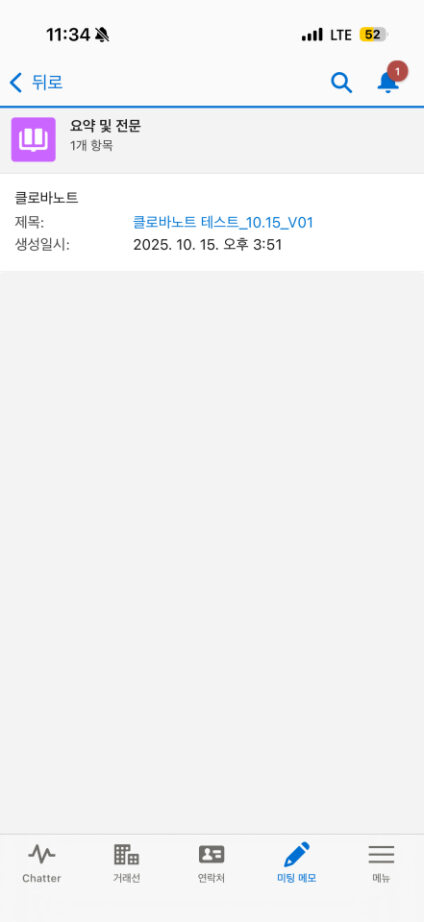 11:34
LTE 52
뒤로
1
요약 및 전문
1개 항목
클로바노트
제목: 클로바노트 테스트_10.15_V01
생성일시: 2025. 10. 15. 오후 3:51
Chatter 거래선 연락처 미팅 메모 메뉴